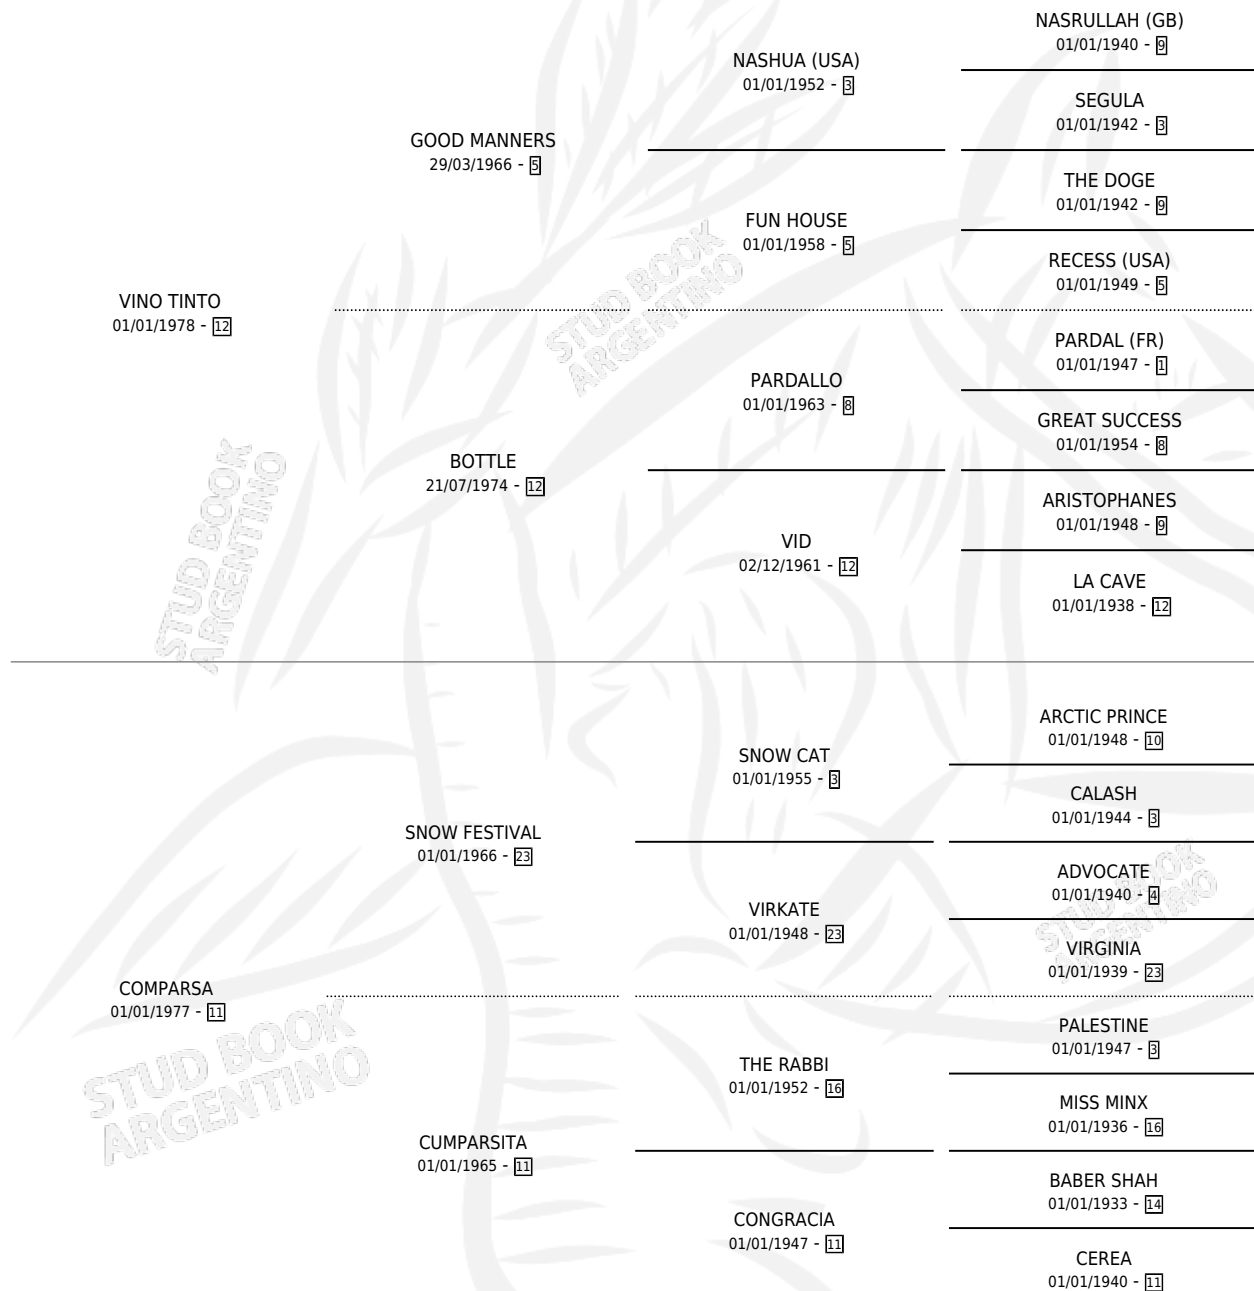 NASRULLAH (GB)
01/01/1940 - 9
NASHUA (USA)
01/01/1952 - 3
SEGULA
01/01/1942 - 3
GOOD MANNERS
29/03/1966 - 5
THE DOGE
01/01/1942 - 9
FUN HOUSE
01/01/1958 - 5
RECESS (USA)
01/01/1949 - 5
VINO TINTO
01/01/1978 - 12
PARDAL (FR)
01/01/1947 - 1
PARDALLO
01/01/1963 - 8
GREAT SUCCESS
01/01/1954 - 8
BOTTLE
21/07/1974 - 12
ARISTOPHANES
01/01/1948 - 9
VID
02/12/1961 - 12
LA CAVE
01/01/1938 - 12
ARCTIC PRINCE
01/01/1948 - 10
SNOW CAT
01/01/1955 - 3
CALASH
01/01/1944 - 3
SNOW FESTIVAL
01/01/1966 - 23
ADVOCATE
01/01/1940 - 4
VIRKATE
01/01/1948 - 23
VIRGINIA
01/01/1939 - 23
COMPARSA
01/01/1977 - 11
PALESTINE
01/01/1947 - 3
THE RABBI
01/01/1952 - 16
MISS MINX
01/01/1936 - 16
CUMPARSITA
01/01/1965 - 11
BABER SHAH
01/01/1933 - 14
CONGRACIA
01/01/1947 - 11
CEREA
01/01/1940 - 11
STUD BOOK
ARGENTINO
STUD BOOK
ARGENTINO
STUD BOOK
ARGENTINO
STUD BOOK
ARGENTINO